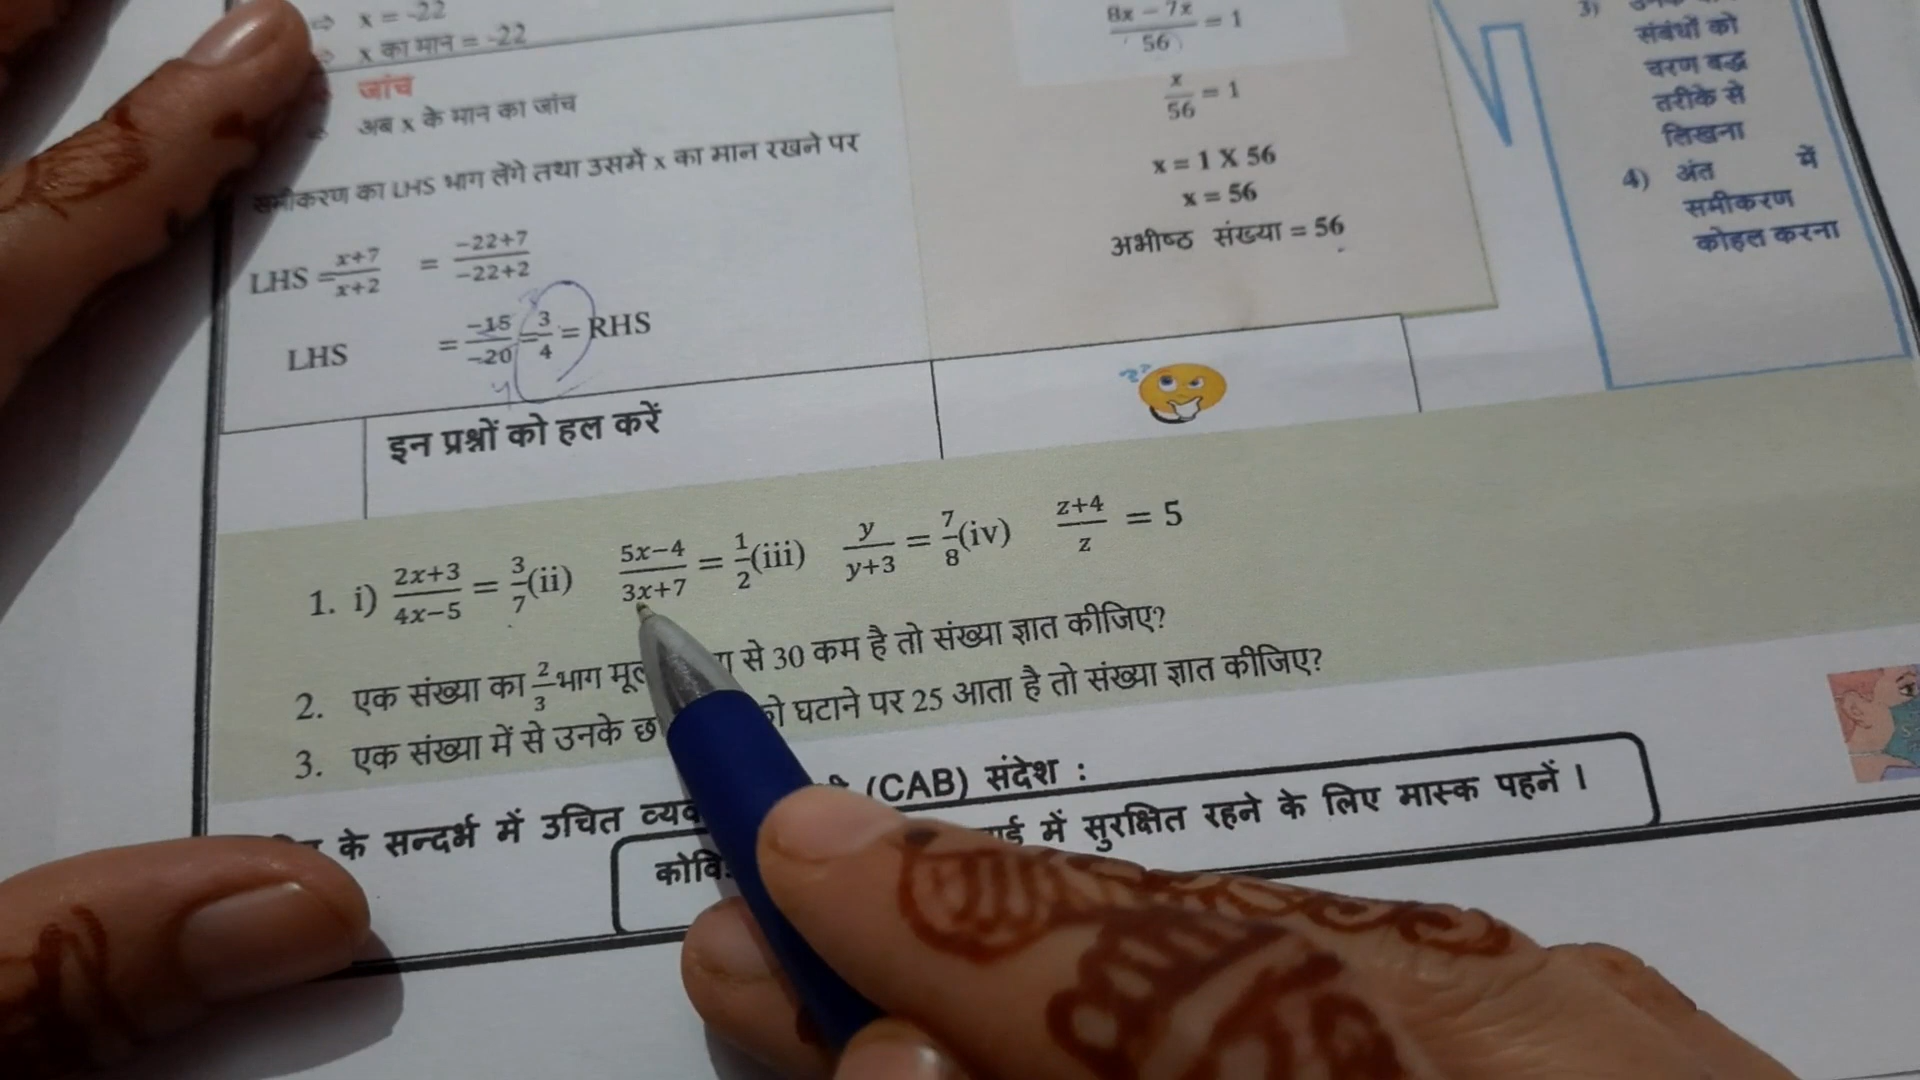 x = -22
x का मान = -22
जांच
अब x के मान का जांच
समीकरण का LHS भाग लेंगे तथा उसमें x का मान रखने पर
LHS = x+7/x+2 = -22+7/-22+2
LHS = -15/-20 = 3/4 = RHS
8x - 7x/56 = 1
x/56 = 1
x = 1 X 56
x = 56
अभीष्ठ संख्या = 56
3)
संबंधों को
चरण बद्ध
तरीके से
लिखना
4) अंत में
समीकरण
कोहल करना
इन प्रश्नों को हल करें
1. i) 2x+3/4x-5 = 3/7 (ii) 5x-4/3x+7 = 1/2 (iii) y/y+3 = 7/8 (iv) z+4/z = 5
2. एक संख्या का 2/3 भाग से 30 कम है तो संख्या ज्ञात कीजिए?
3. एक संख्या में से उनके को घटाने पर 25 आता है तो संख्या ज्ञात कीजिए?
के सन्दर्भ में उचित (CAB) संदेश :
में सुरक्षित रहने के लिए मास्क पहनें ।